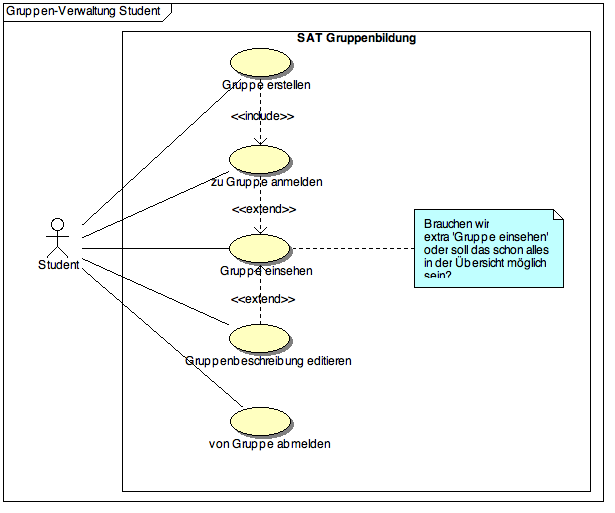 Gruppen-Verwaltung Student
SAT Gruppenbildung
Gruppe erstellen
<<include>>
zu Gruppe anmelden
<<extend>>
Student
Gruppe einsehen
Brauchen wir
extra 'Gruppe einsehen'
oder soll das schon alles
in der Übersicht möglich
sein?
<<extend>>
Gruppenbeschreibung editieren
von Gruppe abmelden